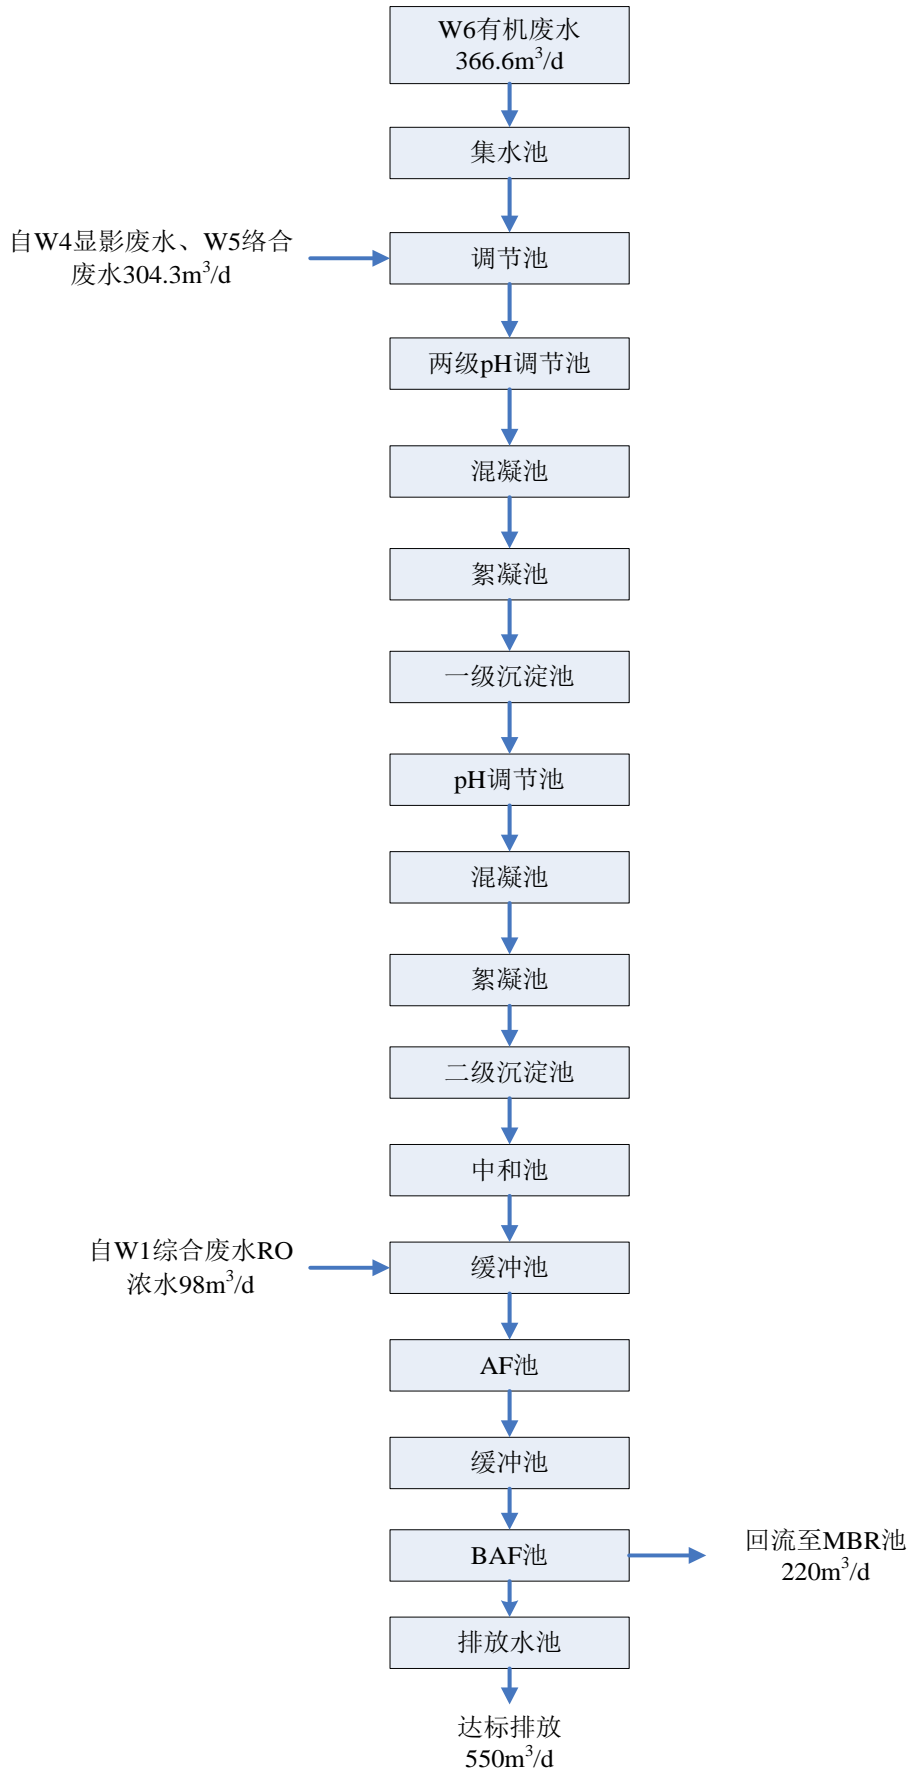 W6有机废水
366.6m³/d
集水池
自W4显影废水、W5络合
废水304.3m³/d
调节池
两级pH调节池
混凝池
絮凝池
一级沉淀池
pH调节池
混凝池
絮凝池
二级沉淀池
中和池
自W1综合废水RO
浓水98m³/d
缓冲池
AF池
缓冲池
BAF池
回流至MBR池
220m³/d
排放水池
达标排放
550m³/d